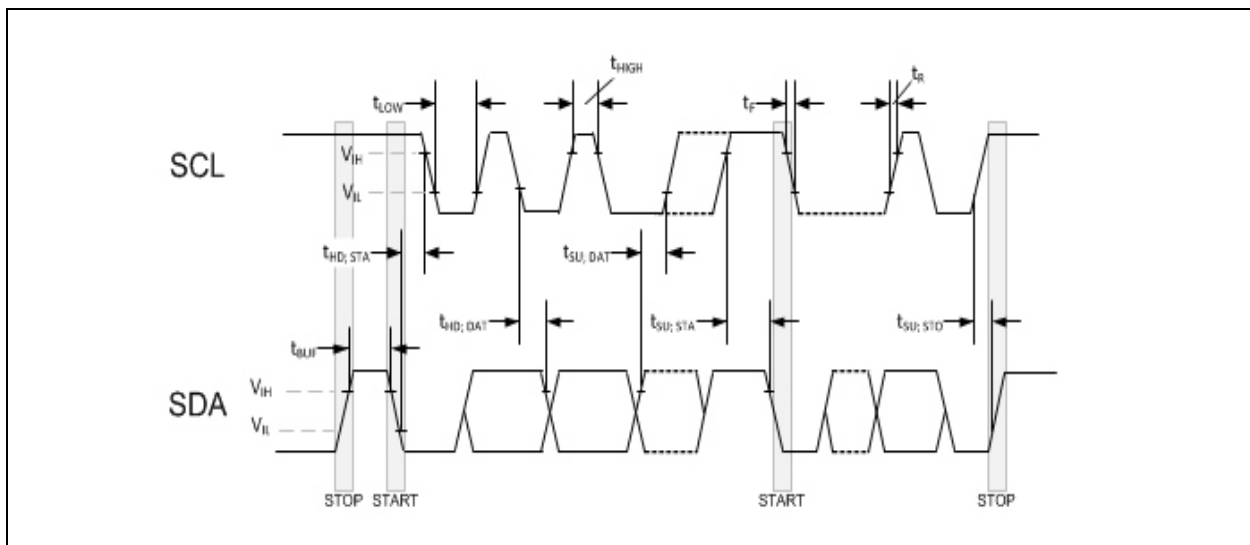 tHIGH
tR
tLOW
tF
SCL
VIH
VIL
tHD; STA
tSU; DAT
tHD; DAT
tSU; STA
tSU; STO
tBUF
VIH
SDA
VIL
STOP START START STOP